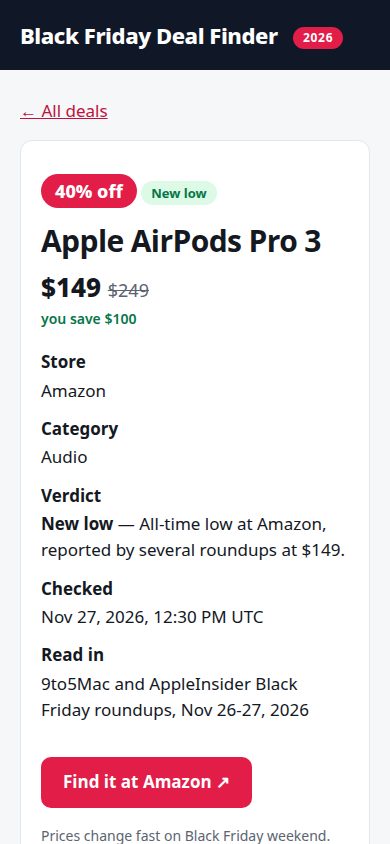 Black Friday Deal Finder 2026
← All deals
40% off New low
Apple AirPods Pro 3
$149 $249
you save $100
Store
Amazon
Category
Audio
Verdict
New low — All-time low at Amazon,
reported by several roundups at $149.
Checked
Nov 27, 2026, 12:30 PM UTC
Read in
9to5Mac and AppleInsider Black
Friday roundups, Nov 26-27, 2026
Find it at Amazon ↗
Prices change fast on Black Friday weekend.